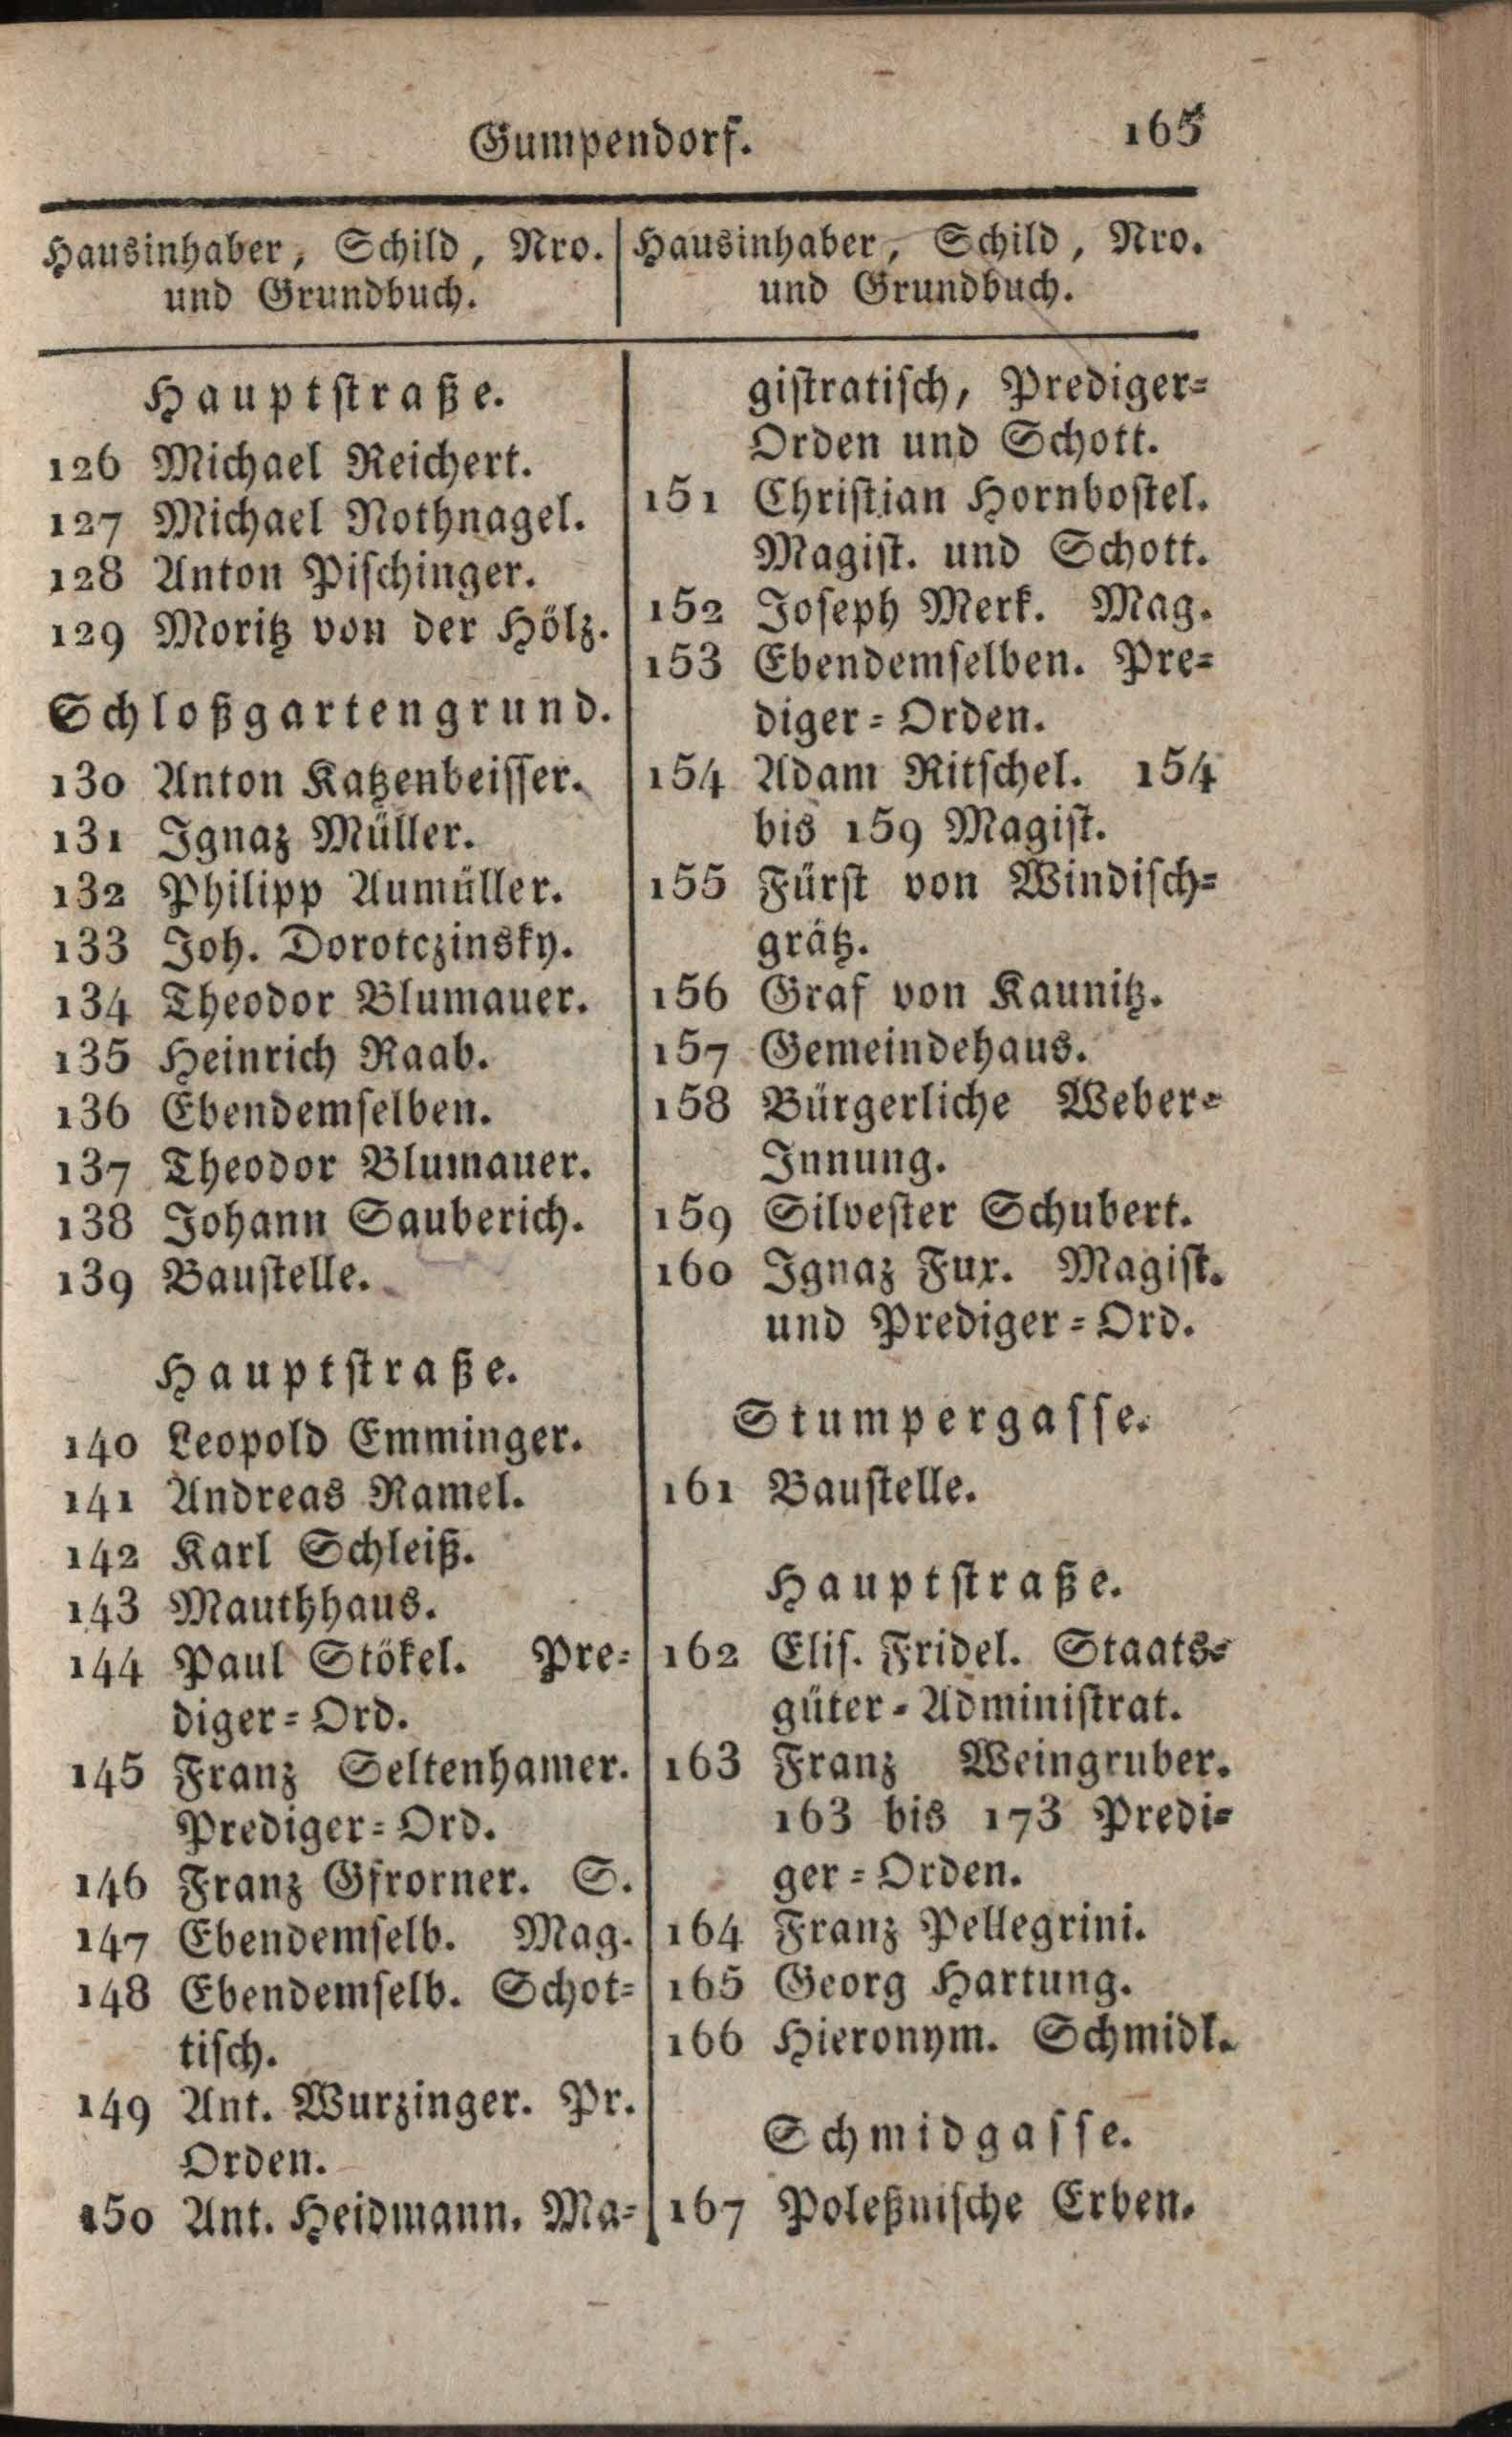 Gumpendorf. 165
Hausinhaber, Schild, Nro.
und Grundbuch.
Hauptstraße.
126 Michael Reichert.
127 Michael Nothnagel.
128 Anton Pischinger.
129 Moritz von der Hölz.
Schloßgartengrund.
130 Anton Katzenbeisser.
131 Ignaz Müller.
132 Philipp Aumüller.
133 Joh. Dorotczinsky.
134 Theodor Blumauer.
135 Heinrich Raab.
136 Ebendemselben.
137 Theodor Blumauer.
138 Johann Sauberich.
139 Baustelle.
Hauptstraße.
140 Leopold Emminger.
141 Andreas Ramel.
142 Karl Schleiß.
143 Mauthhaus.
144 Paul Stökel. Pre=
diger=Ord.
145 Franz Seltenhamer.
Prediger=Ord.
146 Franz Gfrorner. S.
147 Ebendemselb. Mag.
148 Ebendemselb. Schot=
tisch.
149 Ant. Wurzinger. Pr.
Orden.
150 Ant. Heidmann. Ma=
Hausinhaber, Schild, Nro.
und Grundbuch.
gistratisch, Prediger=
Orden und Schott.
151 Christian Hornbostel.
Magist. und Schott.
152 Joseph Merk. Mag.
153 Ebendemselben. Pre=
diger=Orden.
154 Adam Ritschel. 154
bis 159 Magist.
155 Fürst von Windisch=
grätz.
156 Graf von Kaunitz.
157 Gemeindehaus.
158 Bürgerliche Weber=
Innung.
159 Silvester Schubert.
160 Ignaz Fux. Magist.
und Prediger=Ord.
Stumpergasse.
161 Baustelle.
Hauptstraße.
162 Elis. Fridel. Staats=
güter=Administrat.
163 Franz Weingruber.
163 bis 173 Predi=
ger=Orden.
164 Franz Pellegrini.
165 Georg Hartung.
166 Hieronym. Schmidl.
Schmidgasse.
167 Poleßnische Erben.